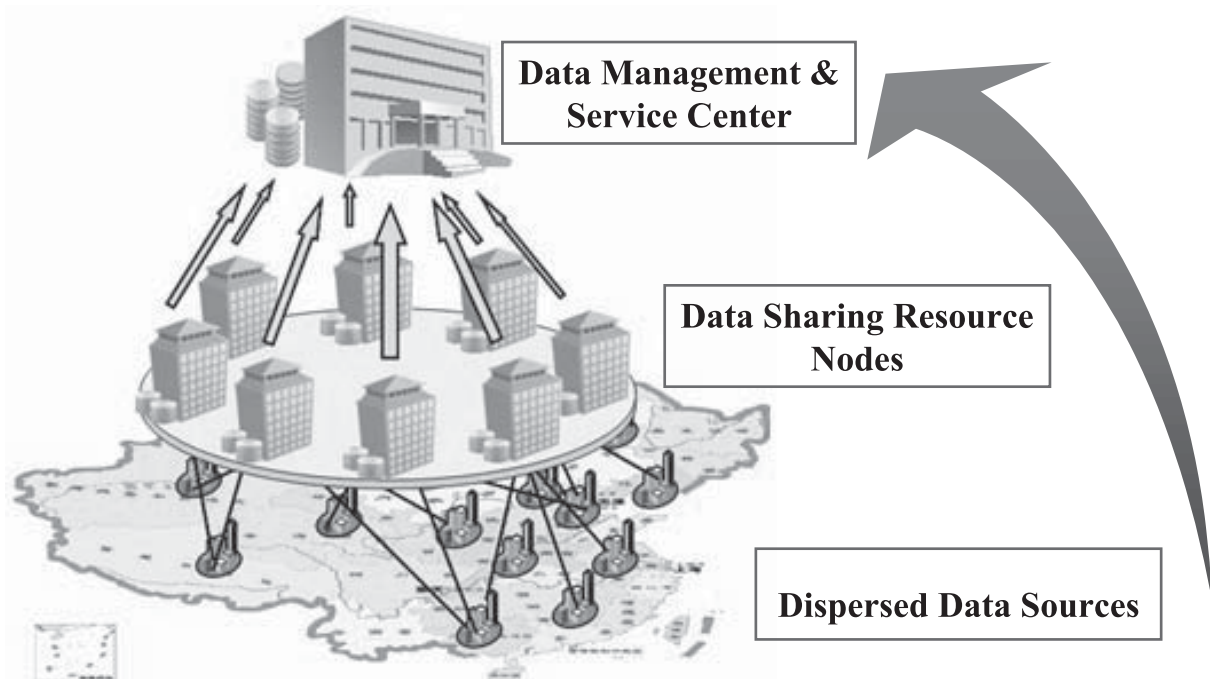 Data Management &
Service Center
Data Sharing Resource
Nodes
Dispersed Data Sources